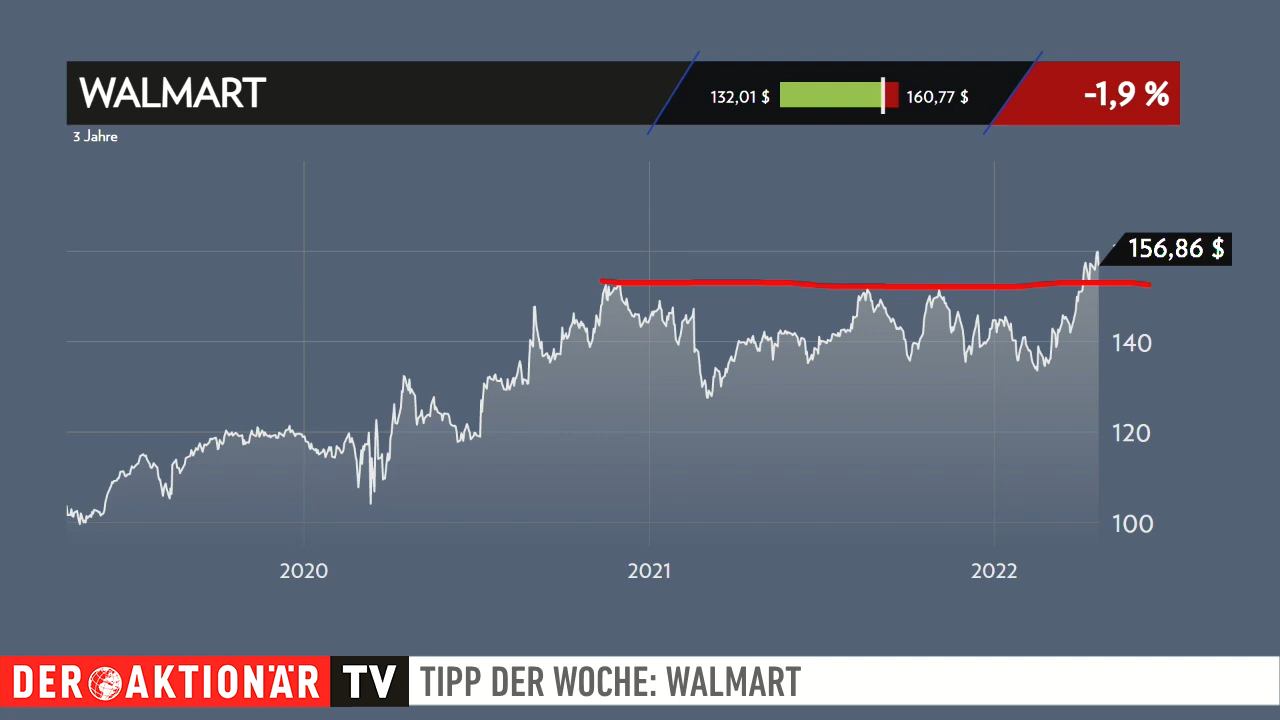 WALMART
132,01 $ 160,77 $
-1,9 %
3 Jahre
156,86 $
140
120
100
2020 2021 2022
DER AKTIONÄR TV TIPP DER WOCHE: WALMART